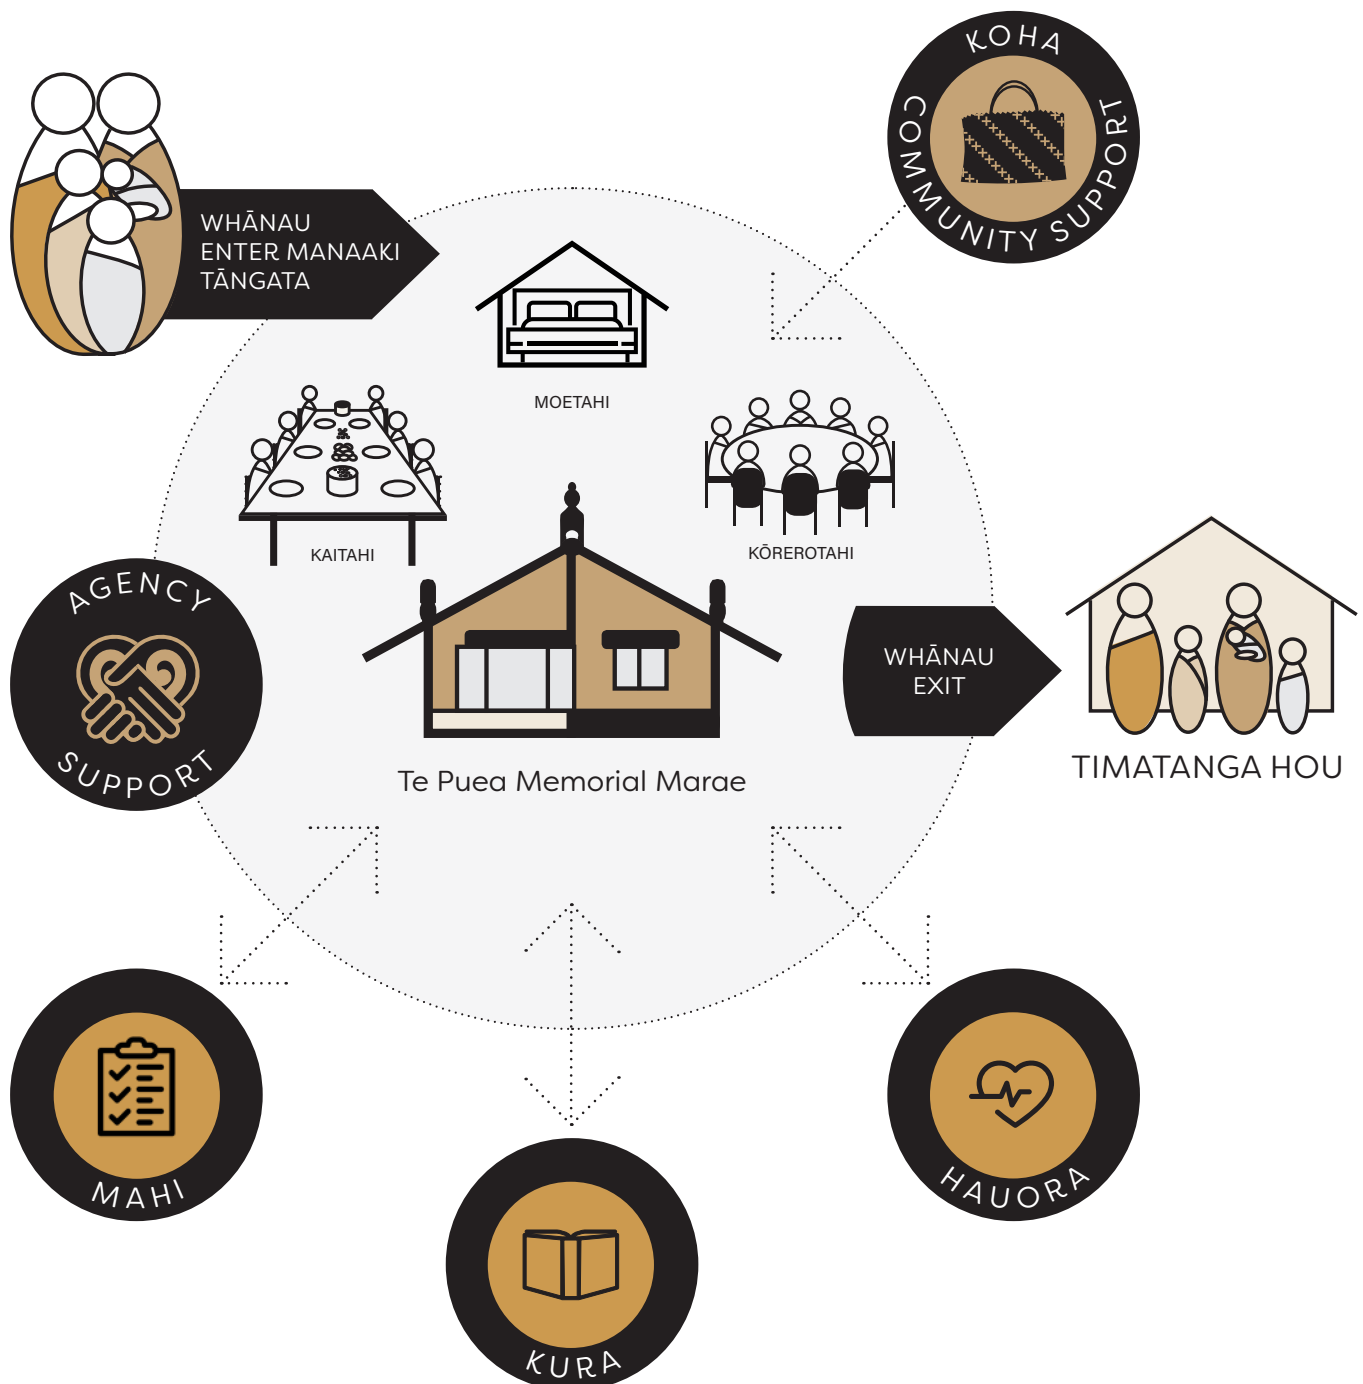 KOHA
COMMUNITY SUPPORT
WHĀNAU
ENTER MANAAKI
TĀNGATA
MOETAHI
KAITAHI
KŌREROTAHI
AGENCY
SUPPORT
WHĀNAU
EXIT
TIMATANGA HOU
Te Puea Memorial Marae
MAHI
HAUORA
KURA